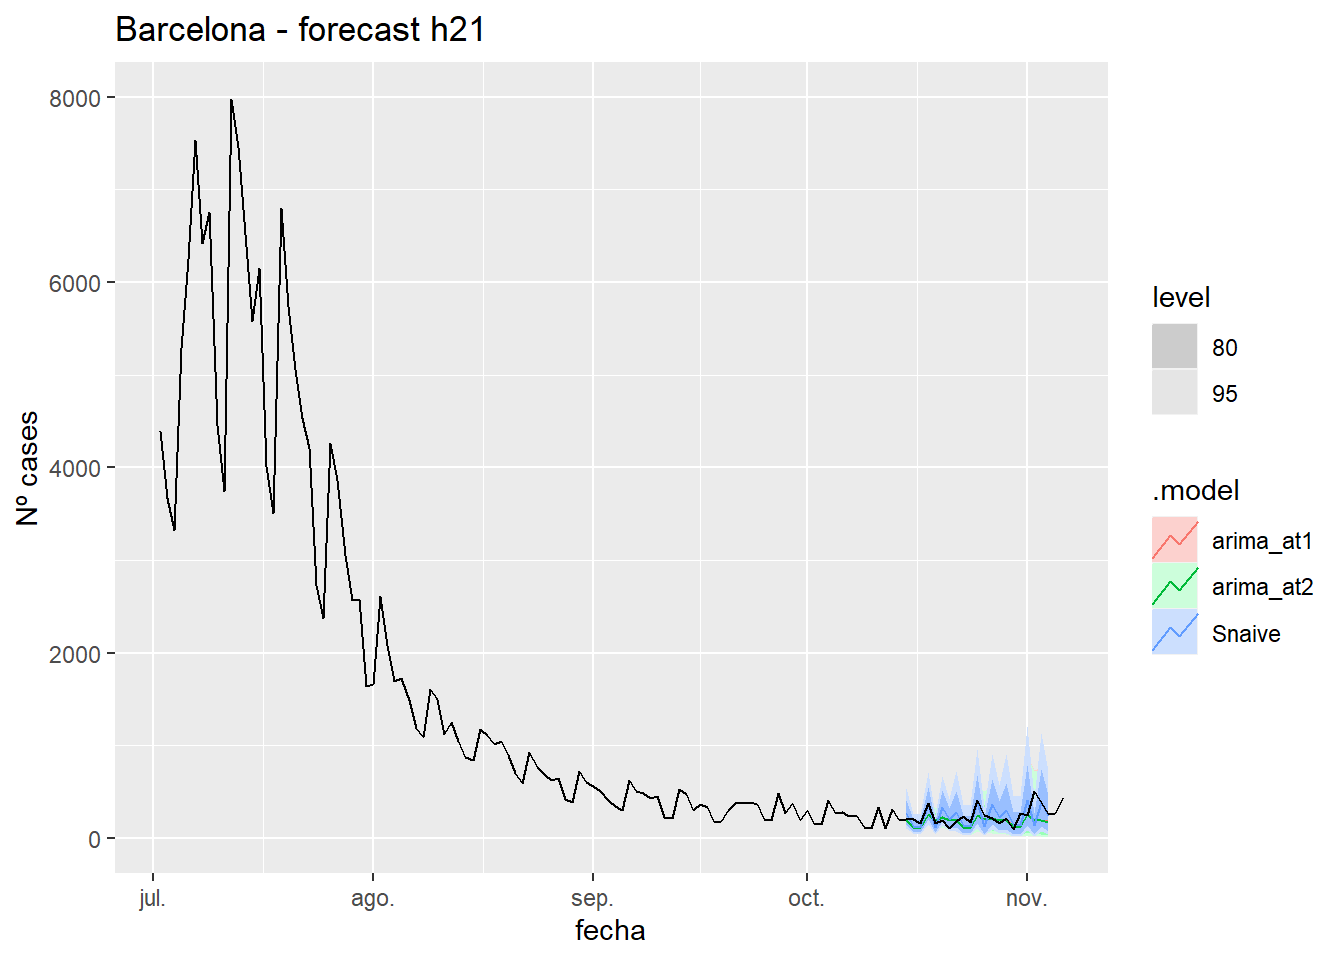 Barcelona - forecast h21
8000
6000
4000
2000
0
Nº cases
jul.
ago.
sep.
oct.
nov.
fecha
level
80
95
.model
arima_at1
arima_at2
Snaive